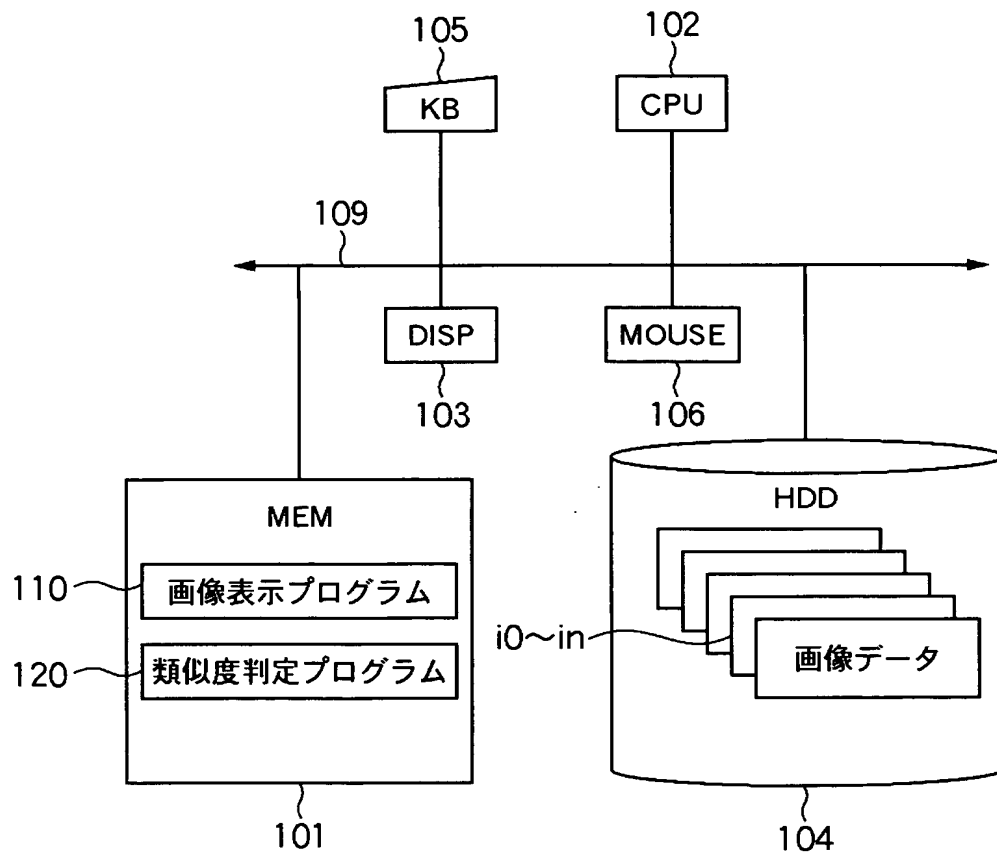 105
102
KB
CPU
109
DISP
MOUSE
103
106
MEM
HDD
110
画像表示プログラム
i0～in
画像データ
120
類似度判定プログラム
101
104